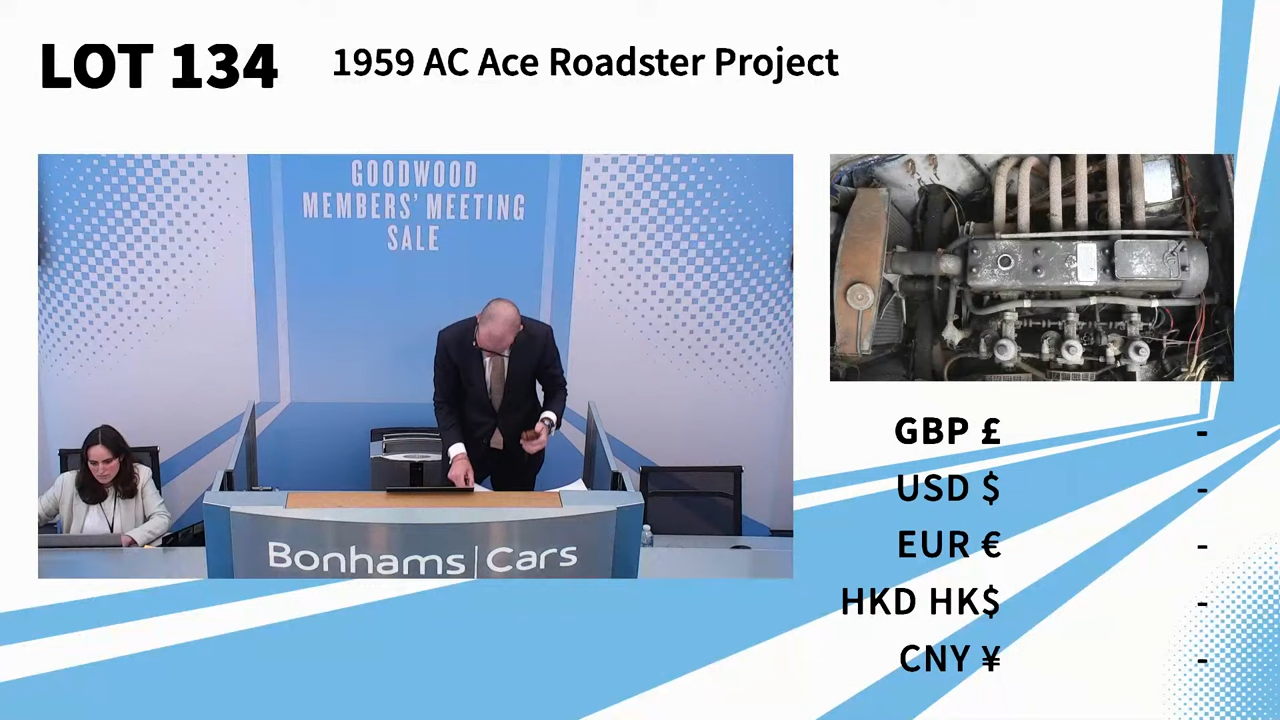 LOT 134
1959 AC Ace Roadster Project
GOODWOOD
MEMBERS' MEETING
SALE
Bonhams|Cars
GBP £ -
USD $ -
EUR € -
HKD HK$ -
CNY ¥ -